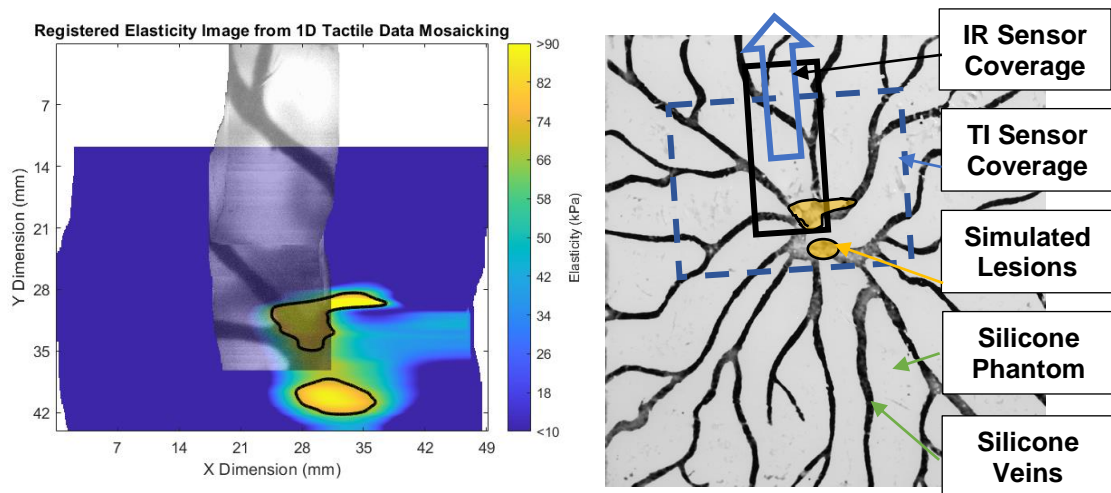 Registered Elasticity Image from 1D Tactile Data Mosaicking
Y Dimension (mm)
7
14
21
28
35
42
7
14
21
28
35
42
49
X Dimension (mm)
>90
82
74
66
58
50
42
34
26
18
<10
Elasticity (kPa)
IR Sensor
Coverage
TI Sensor
Coverage
Simulated
Lesions
Silicone
Phantom
Silicone
Veins